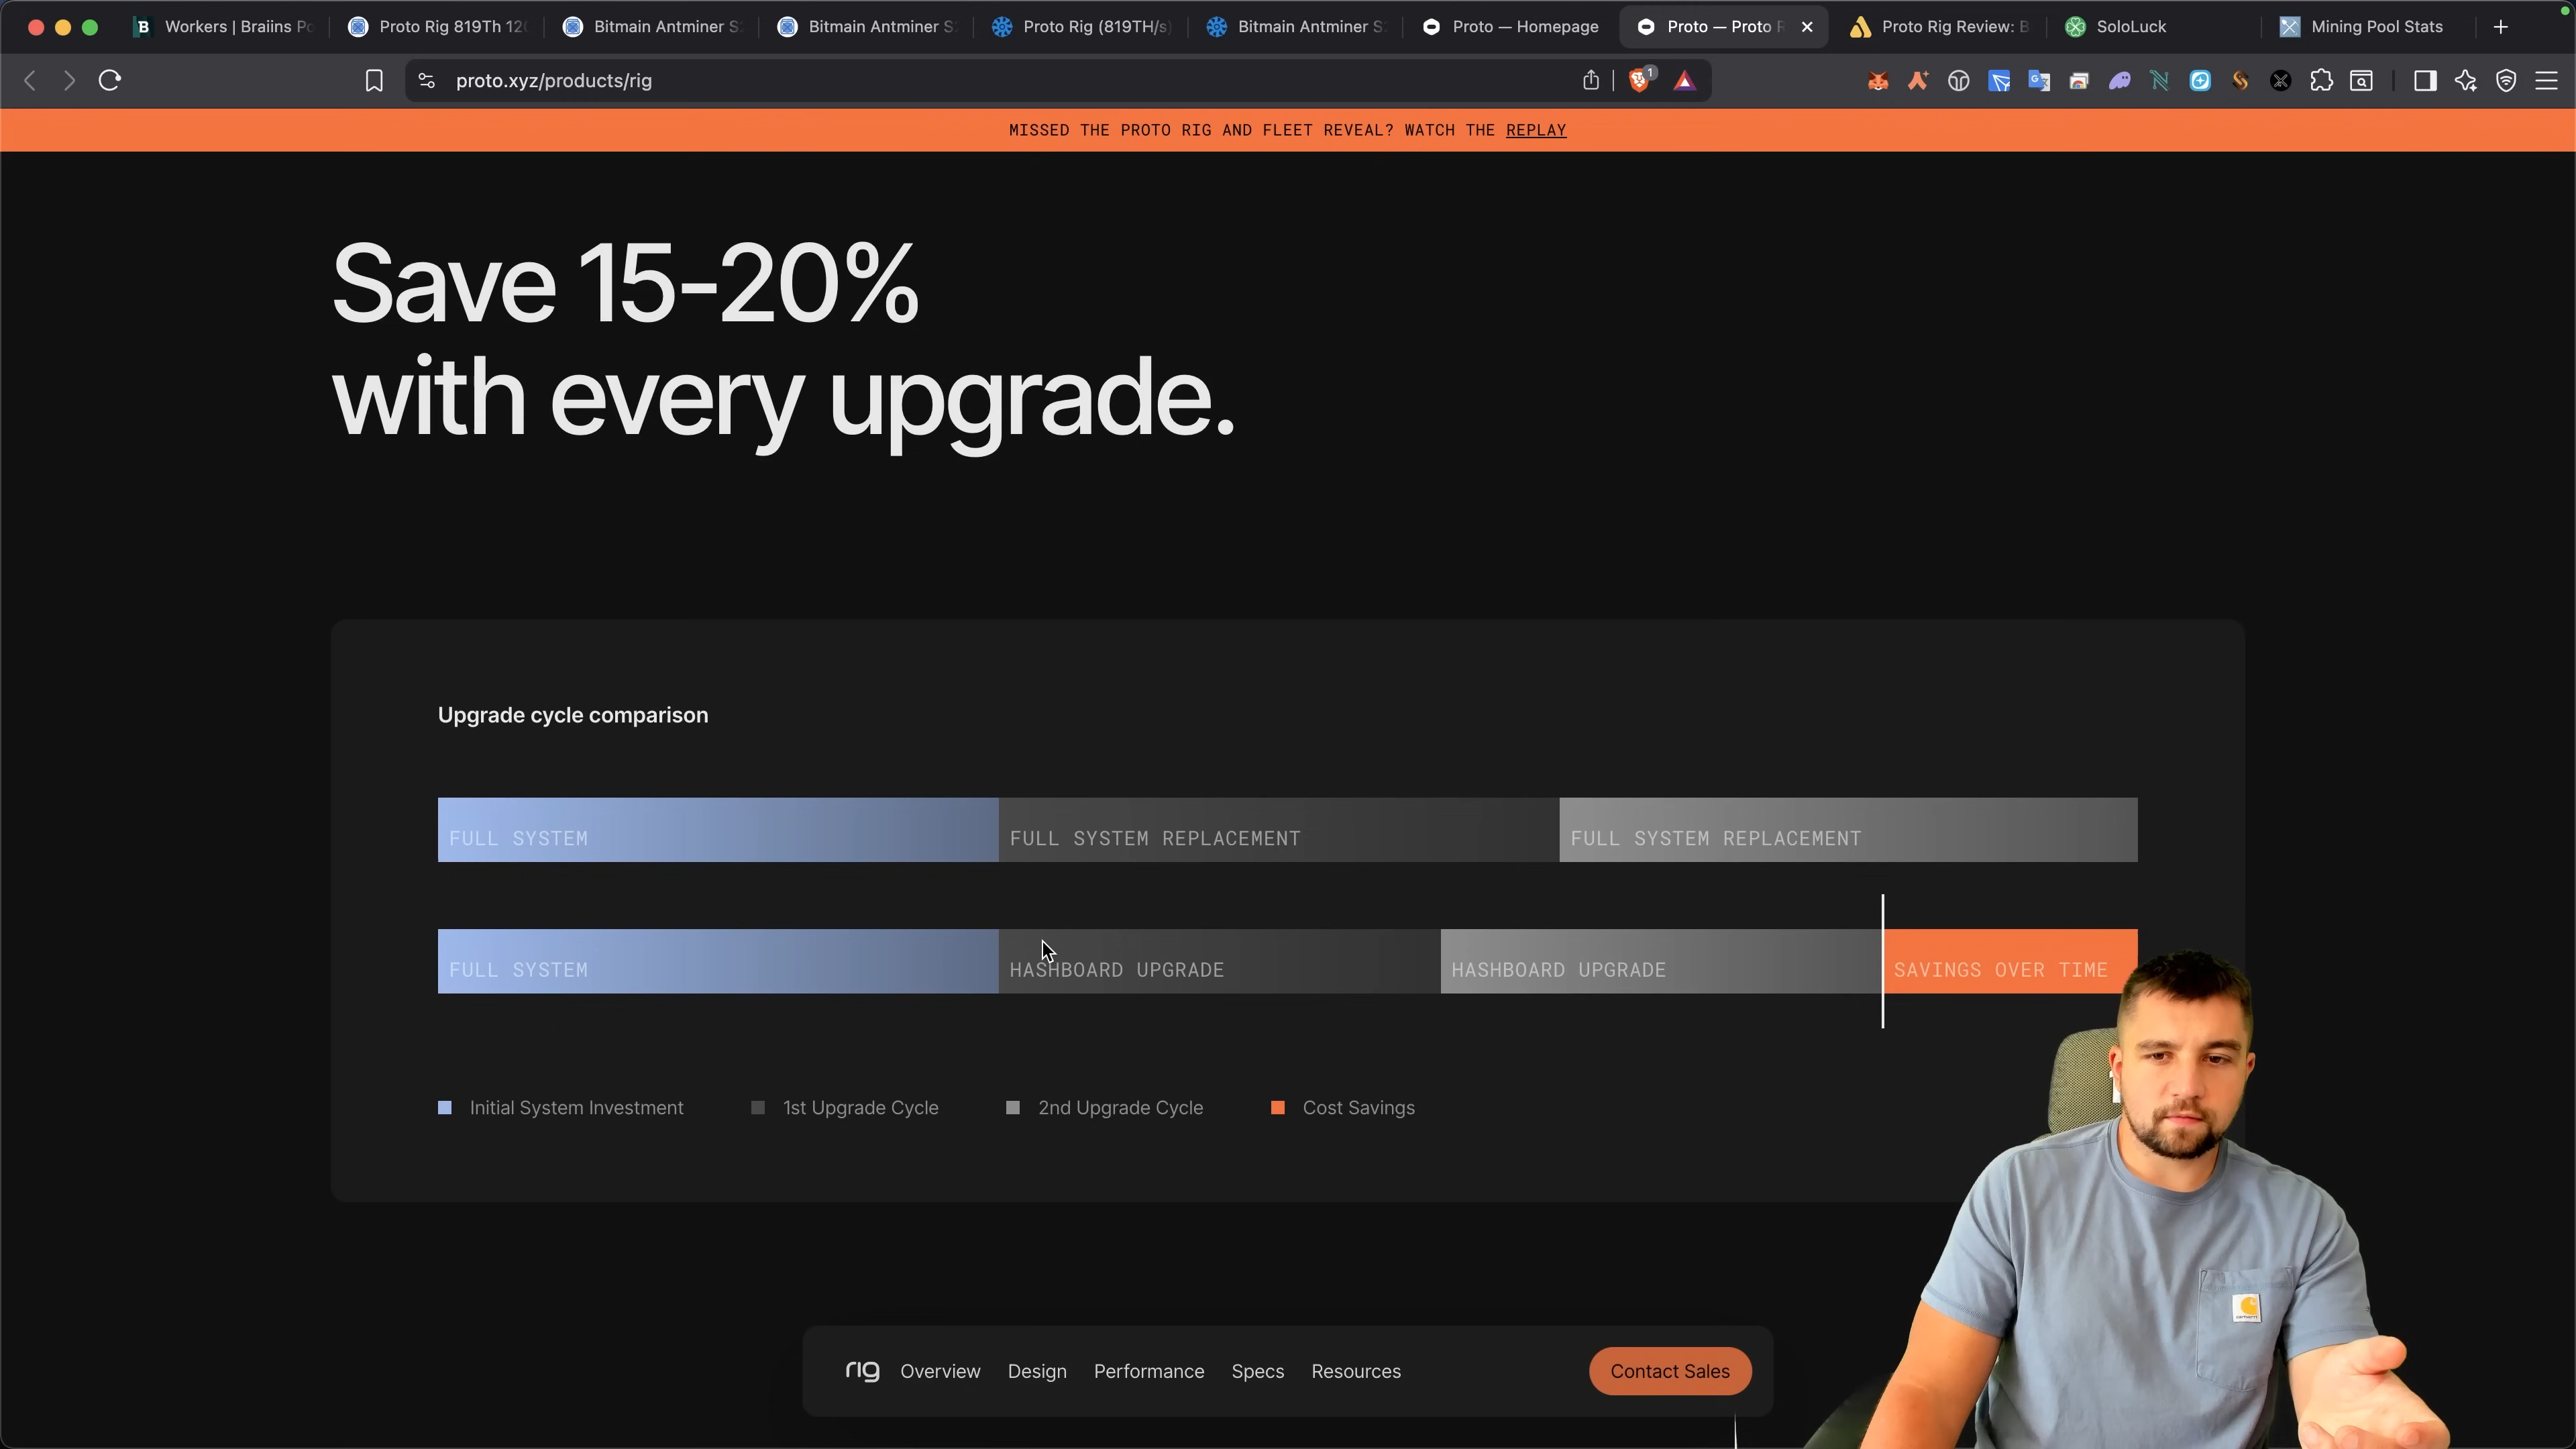 Workers | Braiins Po
Proto Rig 819Th 120
Bitmain Antminer S
Bitmain Antminer S
Proto Rig (819TH/s)
Bitmain Antminer S
Proto — Homepage
Proto — Proto R
Proto Rig Review: B
SoloLuck
Mining Pool Stats
proto.xyz/products/rig
1
MISSED THE PROTO RIG AND FLEET REVEAL? WATCH THE REPLAY
Save 15-20%
with every upgrade.
Upgrade cycle comparison
FULL SYSTEM
FULL SYSTEM REPLACEMENT
FULL SYSTEM REPLACEMENT
FULL SYSTEM
HASHBOARD UPGRADE
HASHBOARD UPGRADE
SAVINGS OVER TIME
Initial System Investment
1st Upgrade Cycle
2nd Upgrade Cycle
Cost Savings
rig
Overview
Design
Performance
Specs
Resources
Contact Sales